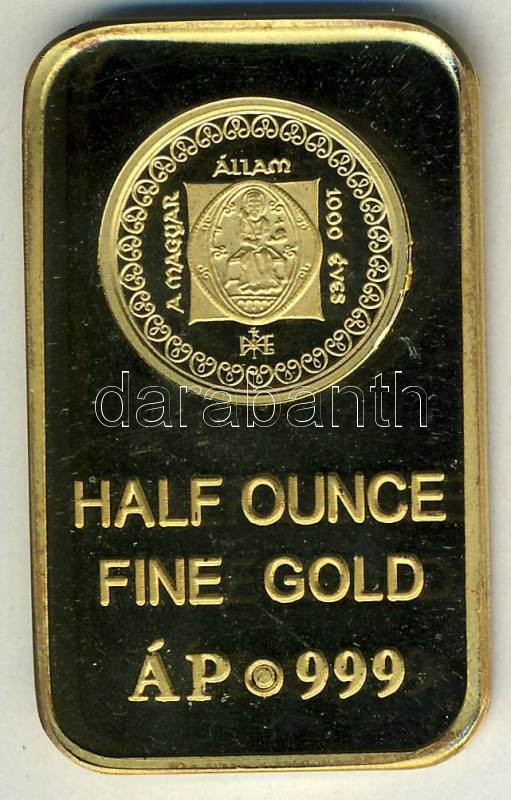 A MAGYAR ÁLLAM 1000 ÉVES
darabanth
HALF OUNCE
FINE GOLD
ÁP 999